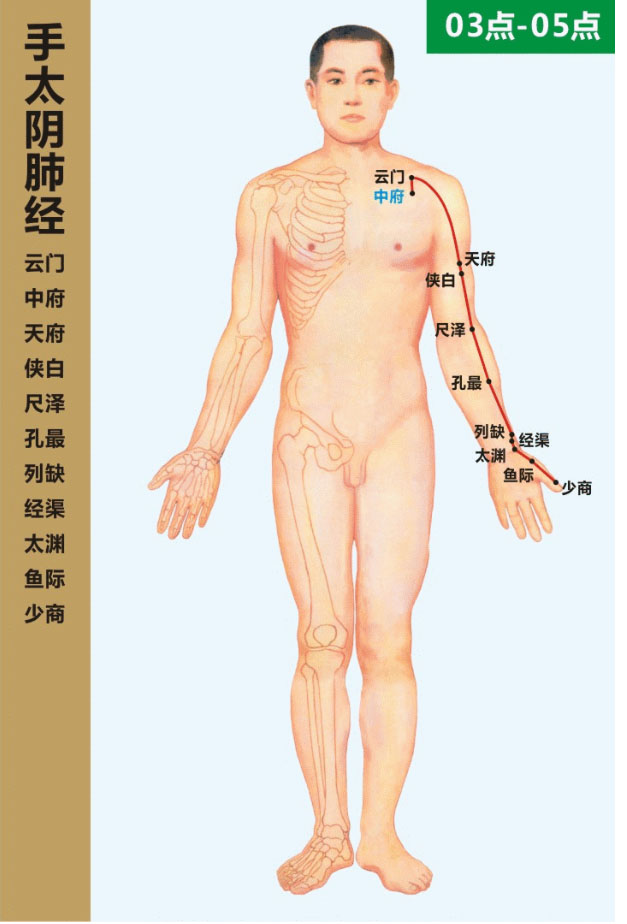 手太阴肺经
云门
中府
天府
侠白
尺泽
孔最
列缺
经渠
太渊
鱼际
少商
03点-05点
云门
中府
天府
侠白
尺泽
孔最
列缺
经渠
太渊
鱼际
少商